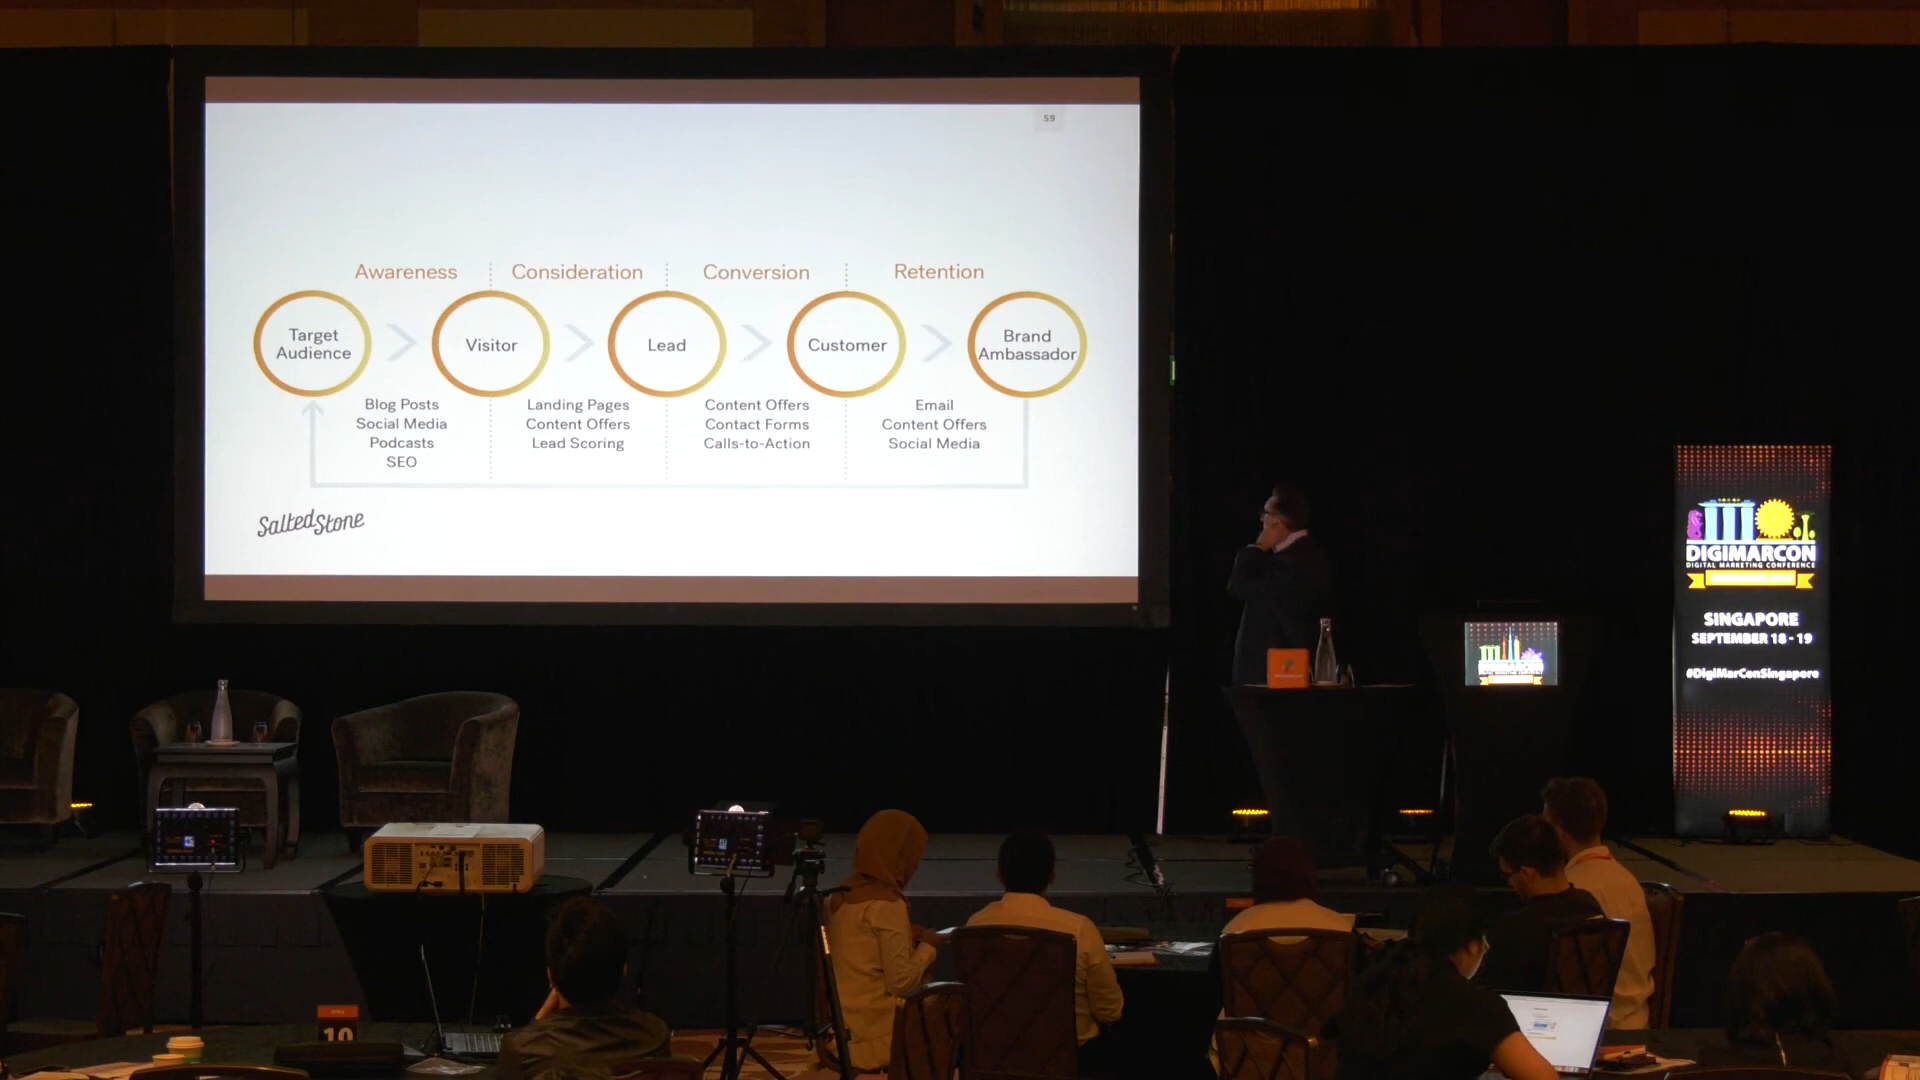 59
Awareness
Consideration
Conversion
Retention
Target
Audience
Visitor
Lead
Customer
Brand
Ambassador
Blog Posts
Social Media
Podcasts
SEO
Landing Pages
Content Offers
Lead Scoring
Content Offers
Contact Forms
Calls-to-Action
Email
Content Offers
Social Media
Salted Stone
DIGIMARCON
DIGITAL MARKETING CONFERENCE
SINGAPORE
SEPTEMBER 18 - 19
#DigiMarConSingapore
10